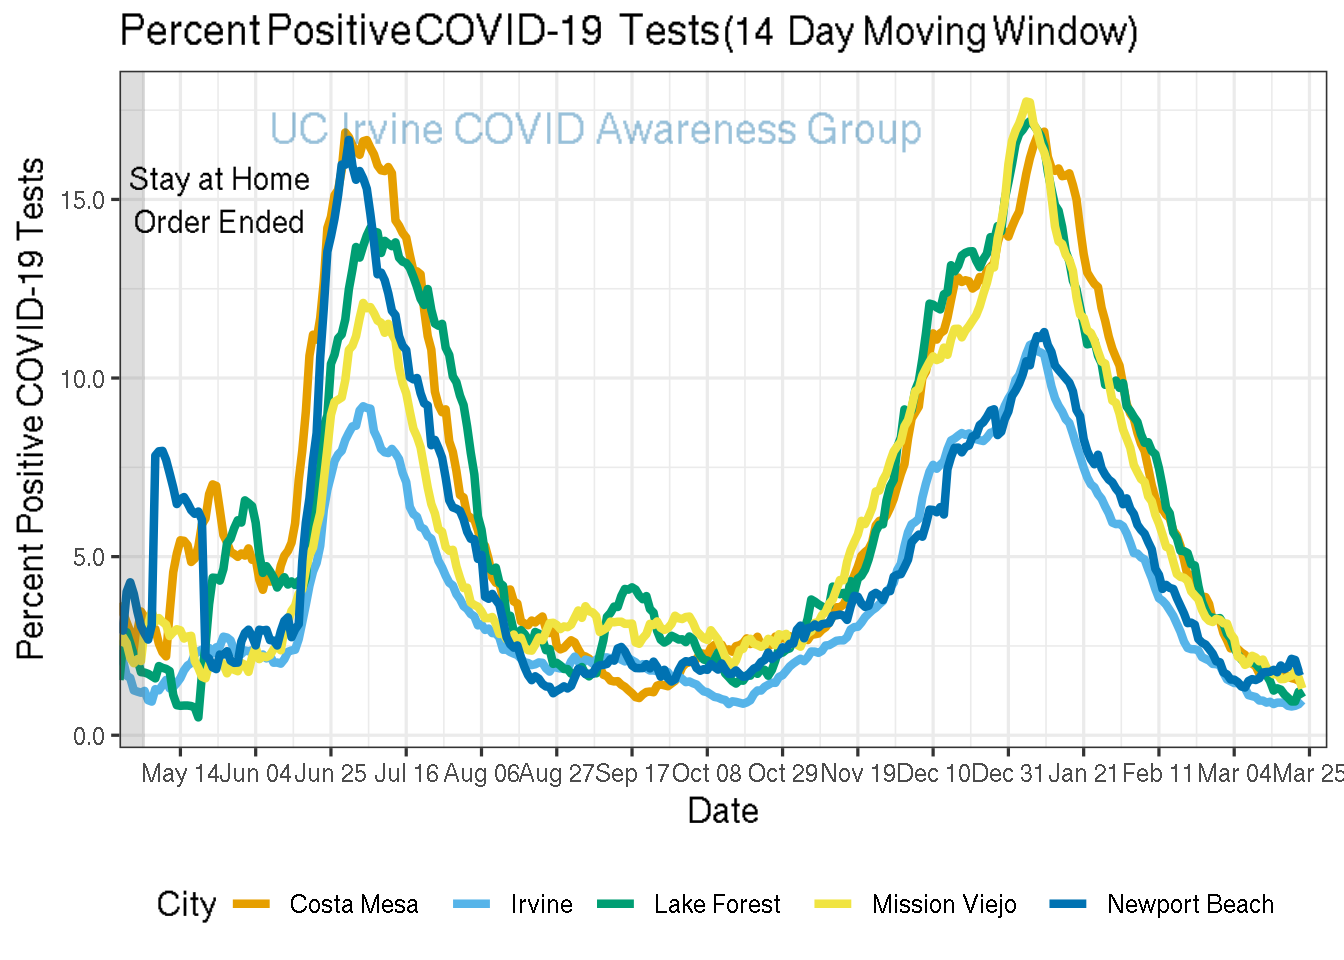 Percent Positive COVID-19 Tests(14 Day Moving Window)
UC Irvine COVID Awareness Group
Stay at Home
Order Ended
Percent Positive COVID-19 Tests
15.0
10.0
5.0
0.0
May 14 Jun 04 Jun 25 Jul 16 Aug 06 Aug 27 Sep 17 Oct 08 Oct 29 Nov 19 Dec 10 Dec 31 Jan 21 Feb 11 Mar 04 Mar 25
Date
City Costa Mesa Irvine Lake Forest Mission Viejo Newport Beach